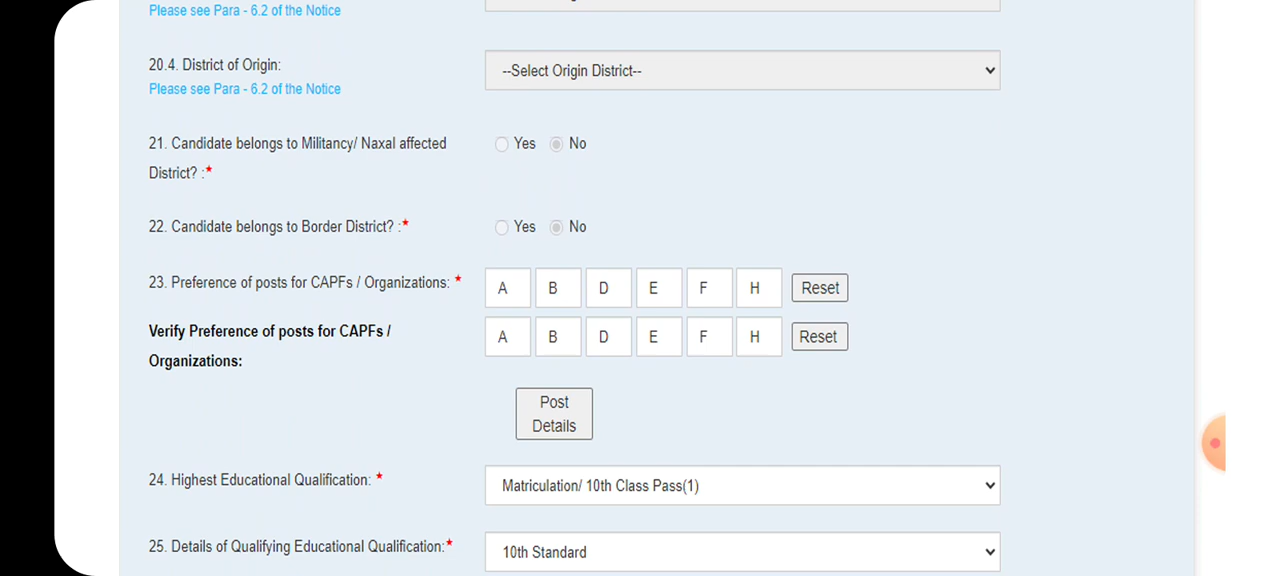 Please see Para - 6.2 of the Notice
20.4. District of Origin:
--Select Origin District--
Please see Para - 6.2 of the Notice
21. Candidate belongs to Militancy/ Naxal affected
District? :*
Yes No
22. Candidate belongs to Border District? :*
Yes No
23. Preference of posts for CAPFs / Organizations: *
A B D E F H Reset
Verify Preference of posts for CAPFs /
Organizations:
A B D E F H Reset
Post
Details
24. Highest Educational Qualification: *
Matriculation/ 10th Class Pass(1)
25. Details of Qualifying Educational Qualification:*
10th Standard